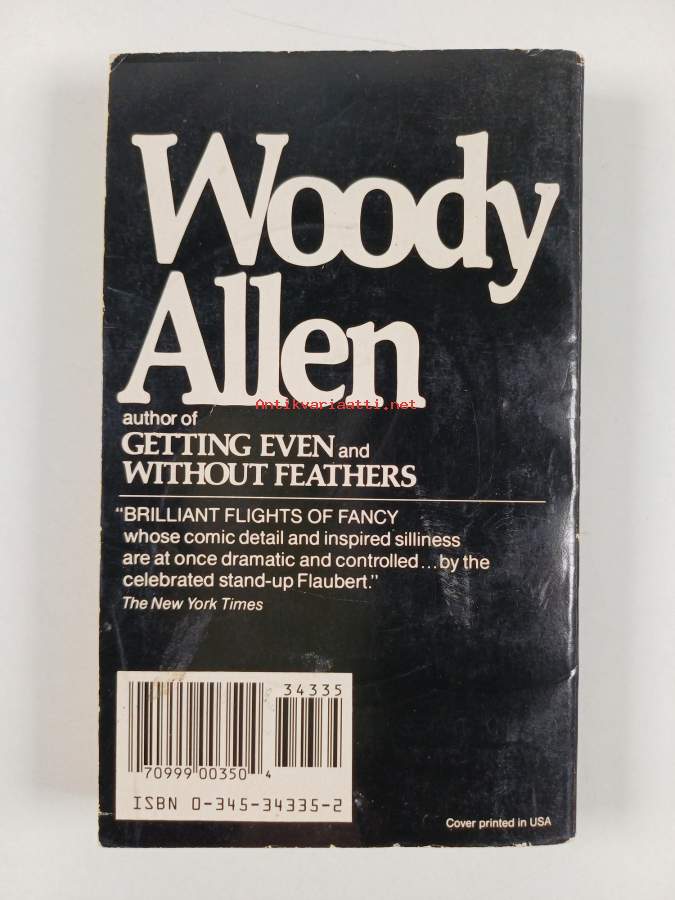 Woody
Allen
Antikvariaatti.net
author of
GETTING EVEN and
WITHOUT FEATHERS
“BRILLIANT FLIGHTS OF FANCY
whose comic detail and inspired silliness
are at once dramatic and controlled...by the
celebrated stand-up Flaubert.”
The New York Times
34335
70999 00350 4
ISBN 0-345-34335-2
Cover printed in USA